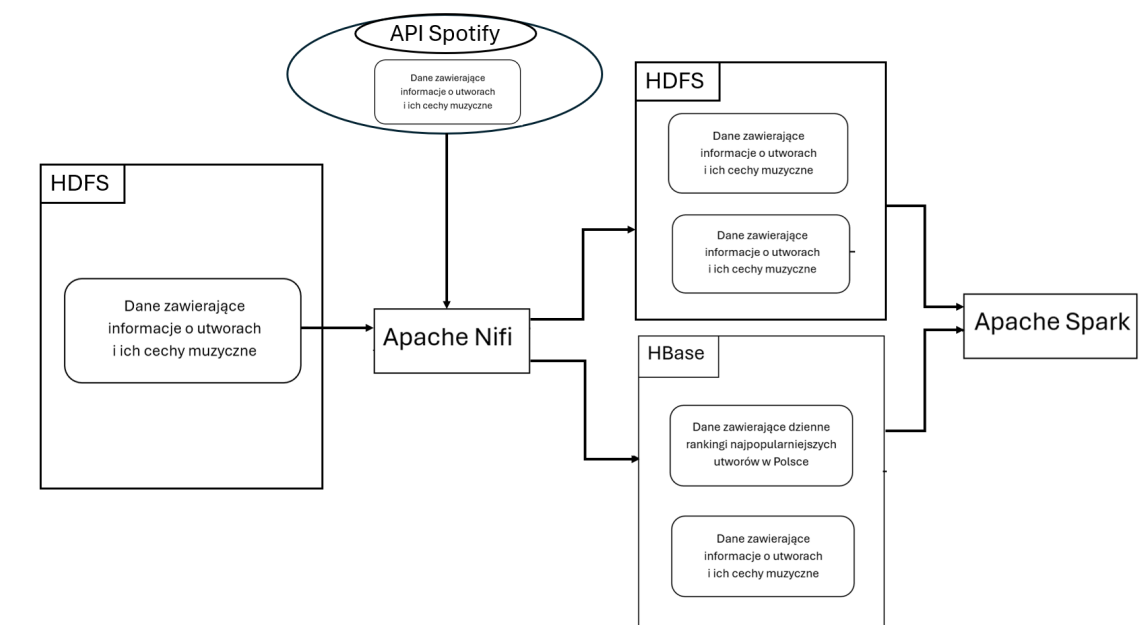 API Spotify
Dane zawierające
informacje o utworach
i ich cechy muzyczne
HDFS
Dane zawierające
informacje o utworach
i ich cechy muzyczne
Apache Nifi
HDFS
Dane zawierające
informacje o utworach
i ich cechy muzyczne
Dane zawierające
informacje o utworach
i ich cechy muzyczne
HBase
Dane zawierające dzienne
rankingi najpopularniejszych
utworów w Polsce
Dane zawierające
informacje o utworach
i ich cechy muzyczne
Apache Spark